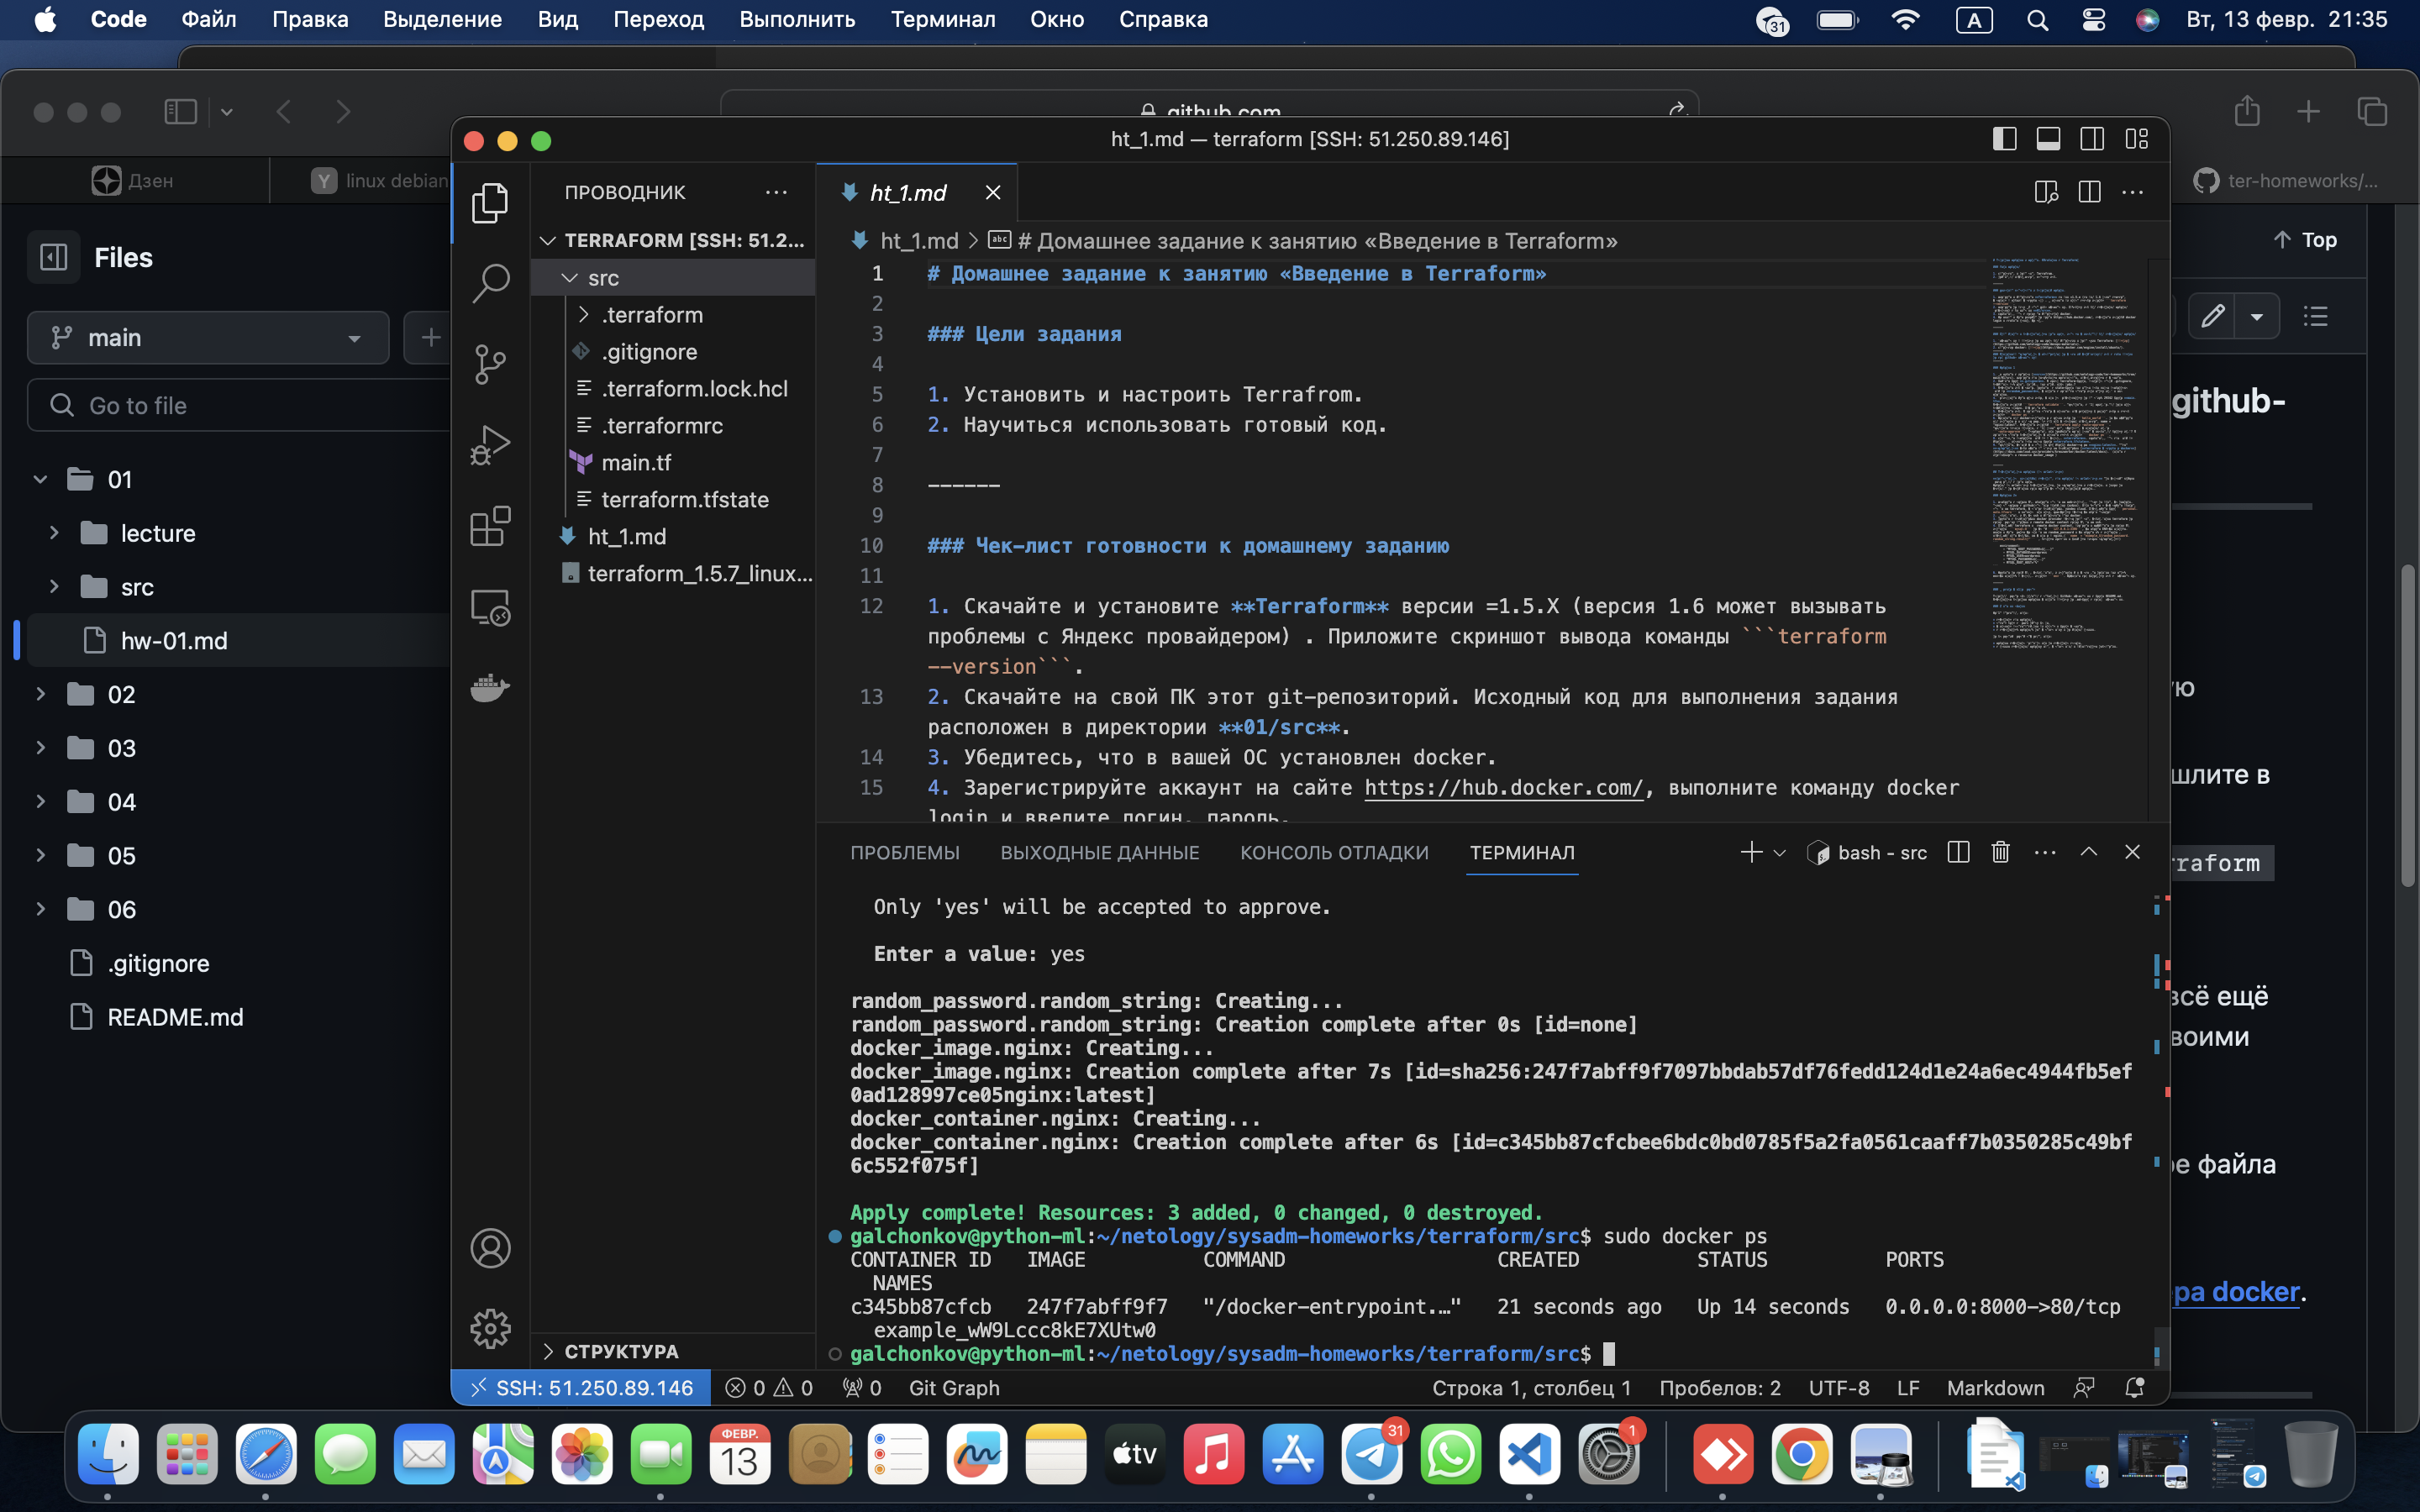 Code Файл Правка Выделение Вид Переход Выполнить Терминал Окно Справка 31 A Вт, 13 февр. 21:35
github.com
Дзен
Y linux debian
ter-homeworks/...
Files
main
Go to file
01
lecture
src
hw-01.md
02
03
04
05
06
.gitignore
README.md
ht_1.md — terraform [SSH: 51.250.89.146]
ПРОВОДНИК
TERRAFORM [SSH: 51.2...
src
.terraform
.gitignore
.terraform.lock.hcl
.terraformrc
main.tf
terraform.tfstate
ht_1.md
terraform_1.5.7_linux...
СТРУКТУРА
ht_1.md
ht_1.md > abc # Домашнее задание к занятию «Введение в Terraform»
1 # Домашнее задание к занятию «Введение в Terraform»
2
3 ### Цели задания
4
5 1. Установить и настроить Terrafrom.
6 2. Научиться использовать готовый код.
7
8 ------
9
10 ### Чек-лист готовности к домашнему заданию
11
12 1. Скачайте и установите **Terraform** версии =1.5.X (версия 1.6 может вызывать
проблемы с Яндекс провайдером) . Приложите скриншот вывода команды ```terraform
--version```.
13 2. Скачайте на свой ПК этот git-репозиторий. Исходный код для выполнения задания
расположен в директории **01/src**.
14 3. Убедитесь, что в вашей ОС установлен docker.
15 4. Зарегистрируйте аккаунт на сайте https://hub.docker.com/, выполните команду docker
login и введите логин, пароль.
ПРОБЛЕМЫ ВЫХОДНЫЕ ДАННЫЕ КОНСОЛЬ ОТЛАДКИ ТЕРМИНАЛ bash - src
Only 'yes' will be accepted to approve.
Enter a value: yes
random_password.random_string: Creating...
random_password.random_string: Creation complete after 0s [id=none]
docker_image.nginx: Creating...
docker_image.nginx: Creation complete after 7s [id=sha256:247f7abff9f7097bbdab57df76fedd124d1e24a6ec4944fb5ef
0ad128997ce05nginx:latest]
docker_container.nginx: Creating...
docker_container.nginx: Creation complete after 6s [id=c345bb87cfcbee6bdc0bd0785f5a2fa0561caaff7b0350285c49bf
6c552f075f]
Apply complete! Resources: 3 added, 0 changed, 0 destroyed.
galchonkov@python-ml:~/netology/sysadm-homeworks/terraform/src$ sudo docker ps
CONTAINER ID IMAGE COMMAND CREATED STATUS PORTS
NAMES
c345bb87cfcb 247f7abff9f7 "/docker-entrypoint.…" 21 seconds ago Up 14 seconds 0.0.0.0:8000->80/tcp
example_wW9Lccc8kE7XUtw0
galchonkov@python-ml:~/netology/sysadm-homeworks/terraform/src$
SSH: 51.250.89.146 0 0 0 Git Graph Строка 1, столбец 1 Пробелов: 2 UTF-8 LF Markdown
Top
github-
ую
шлите в
rraform
всё ещё
воими
ое файла
ра docker.
ФЕВР.
13
tv
31
1